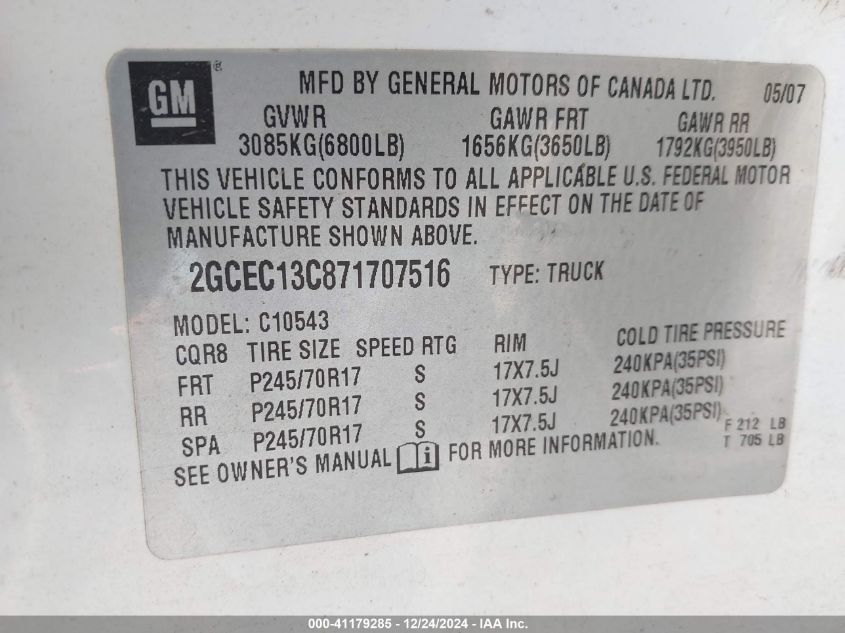 GM ®
MFD BY GENERAL MOTORS OF CANADA LTD. 05/07
GVWR GAWR FRT GAWR RR
3085KG(6800LB) 1656KG(3650LB) 1792KG(3950LB)
THIS VEHICLE CONFORMS TO ALL APPLICABLE U.S. FEDERAL MOTOR
VEHICLE SAFETY STANDARDS IN EFFECT ON THE DATE OF
MANUFACTURE SHOWN ABOVE.
2GCEC13C871707516 TYPE: TRUCK
MODEL: C10543
CQR8 TIRE SIZE SPEED RTG RIM COLD TIRE PRESSURE
FRT P245/70R17 S 17X7.5J 240KPA(35PSI)
RR P245/70R17 S 17X7.5J 240KPA(35PSI)
SPA P245/70R17 S 17X7.5J 240KPA(35PSI)
F 212 LB
T 705 LB
SEE OWNER'S MANUAL i FOR MORE INFORMATION.
000-41179285 - 12/24/2024 - IAA Inc.